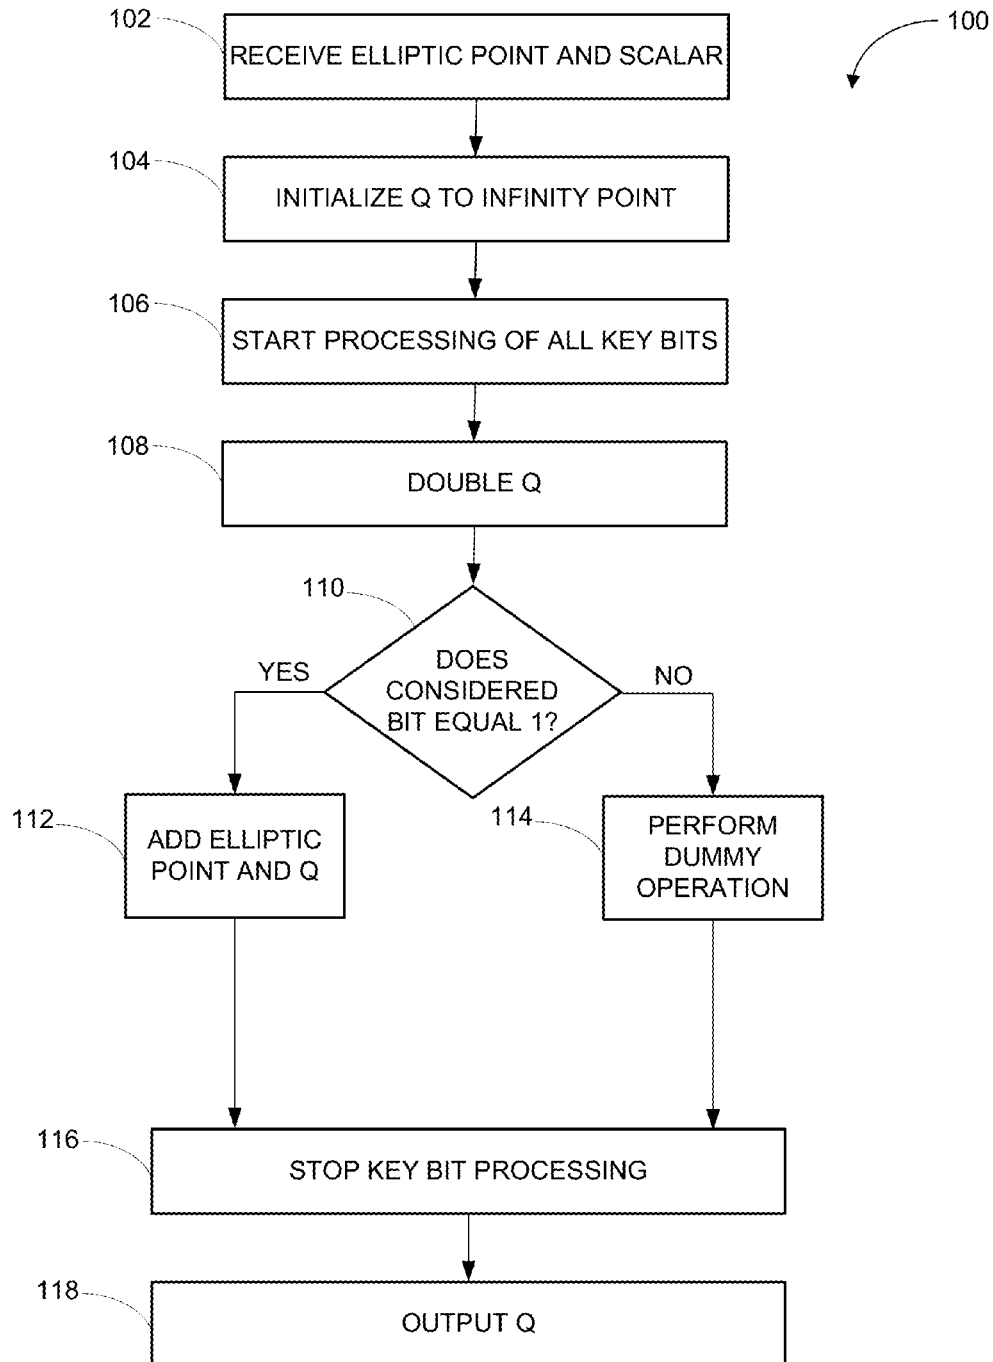 102
100
RECEIVE ELLIPTIC POINT AND SCALAR
104
INITIALIZE Q TO INFINITY POINT
106
START PROCESSING OF ALL KEY BITS
108
DOUBLE Q
110
DOES
CONSIDERED
BIT EQUAL 1?
YES
NO
112
ADD ELLIPTIC
POINT AND Q
114
PERFORM
DUMMY
OPERATION
116
STOP KEY BIT PROCESSING
118
OUTPUT Q